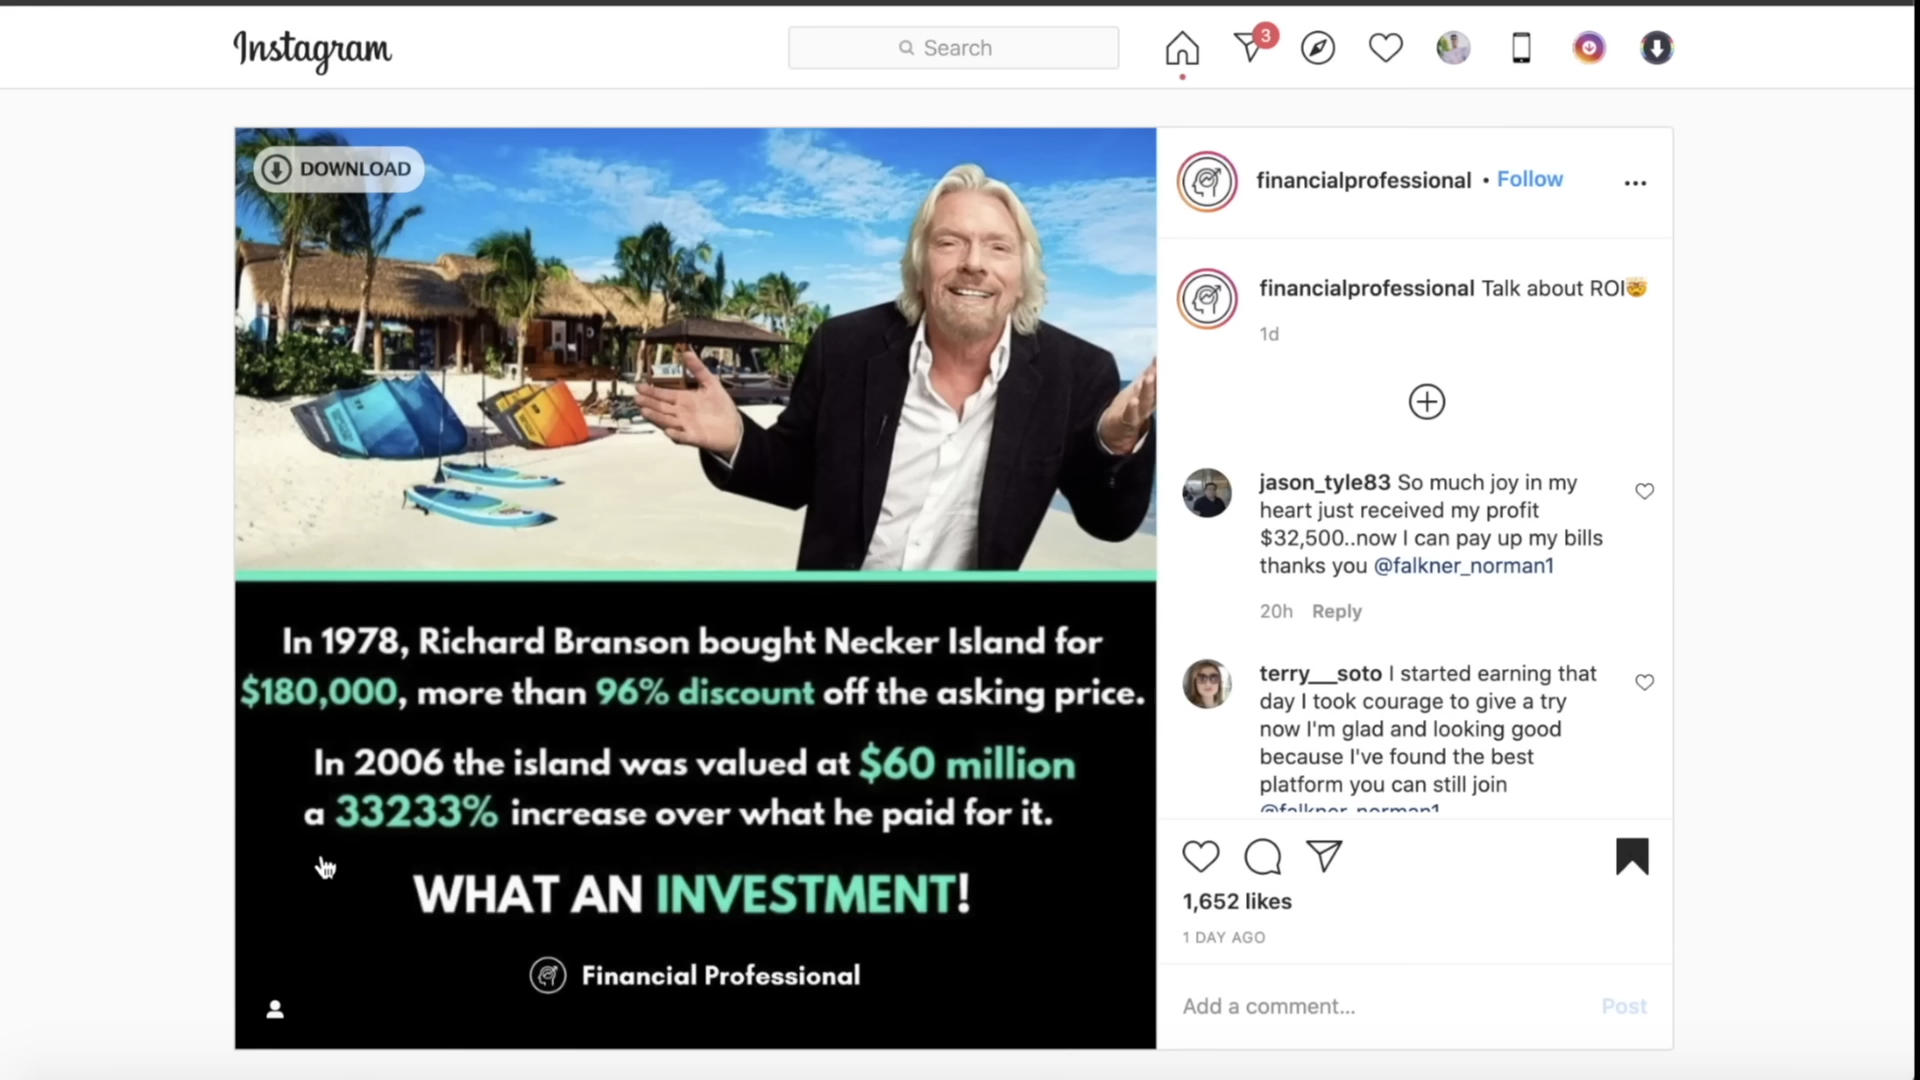 Instagram
Search
3
DOWNLOAD
In 1978, Richard Branson bought Necker Island for
$180,000, more than 96% discount off the asking price.
In 2006 the island was valued at $60 million
a 33233% increase over what he paid for it.
WHAT AN INVESTMENT!
Financial Professional
financialprofessional • Follow
financialprofessional Talk about ROI🤯
1d
jason_tyle83 So much joy in my
heart just received my profit
$32,500..now I can pay up my bills
thanks you @falkner_norman1
20h Reply
terry___soto I started earning that
day I took courage to give a try
now I'm glad and looking good
because I've found the best
platform you can still join
@falkner_norman1
1,652 likes
1 DAY AGO
Add a comment...
Post